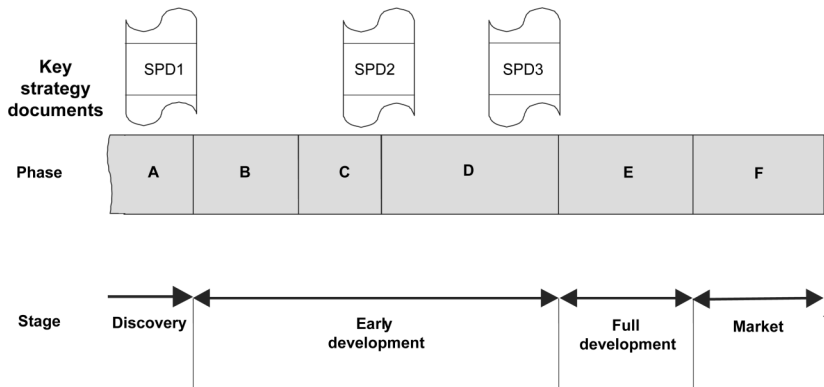 SPD1
SPD2
SPD3
Key
strategy
documents
Phase
A
B
C
D
E
F
Stage
Discovery
Early
development
Full
development
Market